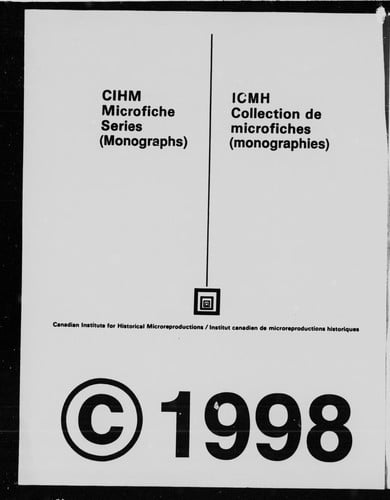 CIHM
Microfiche
Series
(Monographs)
ICMH
Collection de
microfiches
(monographies)
Canadian Institute for Historical Microreproductions / Institut canadien de microreproductions historiques
© 1998